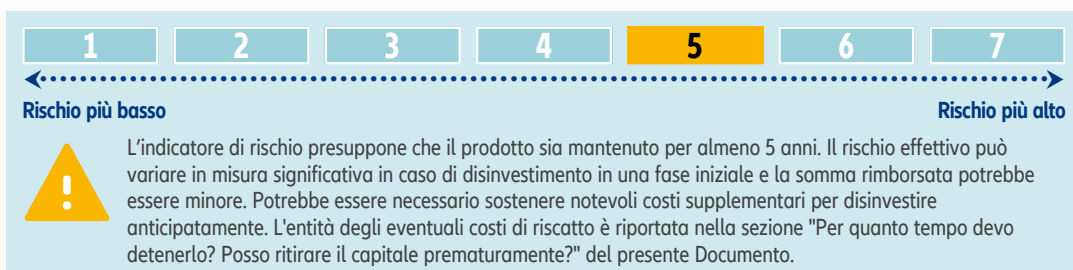 1 2 3 4 5 6 7
Rischio più basso Rischio più alto
L'indicatore di rischio presuppone che il prodotto sia mantenuto per almeno 5 anni. Il rischio effettivo può
variare in misura significativa in caso di disinvestimento in una fase iniziale e la somma rimborsata potrebbe
essere minore. Potrebbe essere necessario sostenere notevoli costi supplementari per disinvestire
anticipatamente. L'entità degli eventuali costi di riscatto è riportata nella sezione "Per quanto tempo devo
detenerlo? Posso ritirare il capitale prematuramente?" del presente Documento.